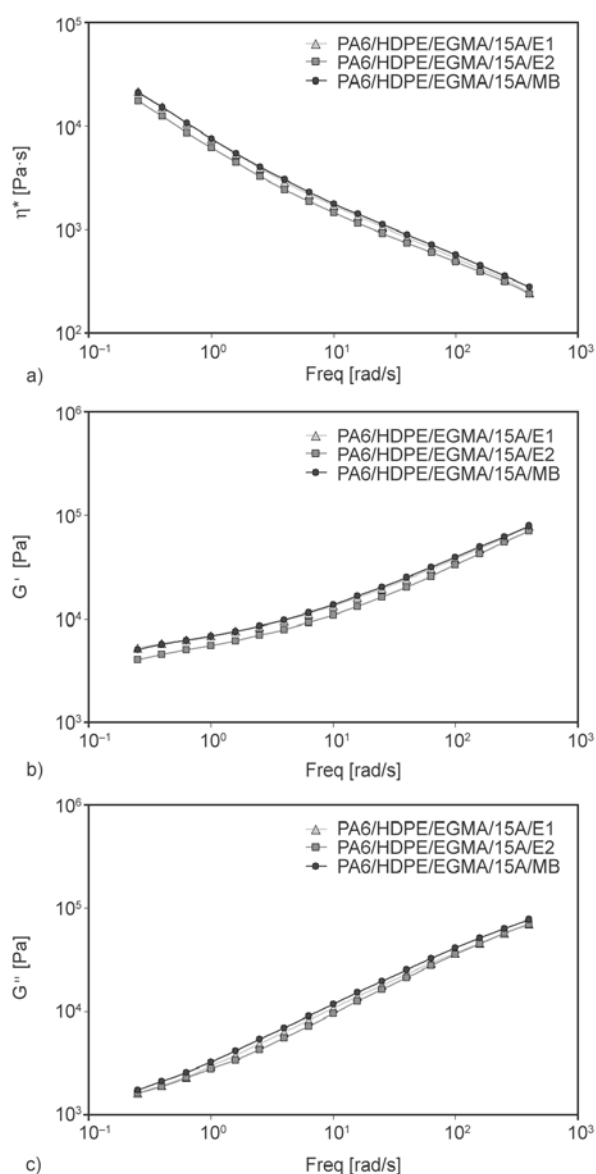 10⁵
PA6/HDPE/EGMA/15A/E1
PA6/HDPE/EGMA/15A/E2
PA6/HDPE/EGMA/15A/MB
10⁴
η* [Pa·s]
10³
10²
10⁻¹ 10⁰ 10¹ 10² 10³
a) Freq [rad/s]
10⁶
PA6/HDPE/EGMA/15A/E1
PA6/HDPE/EGMA/15A/E2
PA6/HDPE/EGMA/15A/MB
10⁵
G' [Pa]
10⁴
10³
10⁻¹ 10⁰ 10¹ 10² 10³
b) Freq [rad/s]
10⁶
PA6/HDPE/EGMA/15A/E1
PA6/HDPE/EGMA/15A/E2
PA6/HDPE/EGMA/15A/MB
10⁵
G" [Pa]
10⁴
10³
10⁻¹ 10⁰ 10¹ 10² 10³
c) Freq [rad/s]